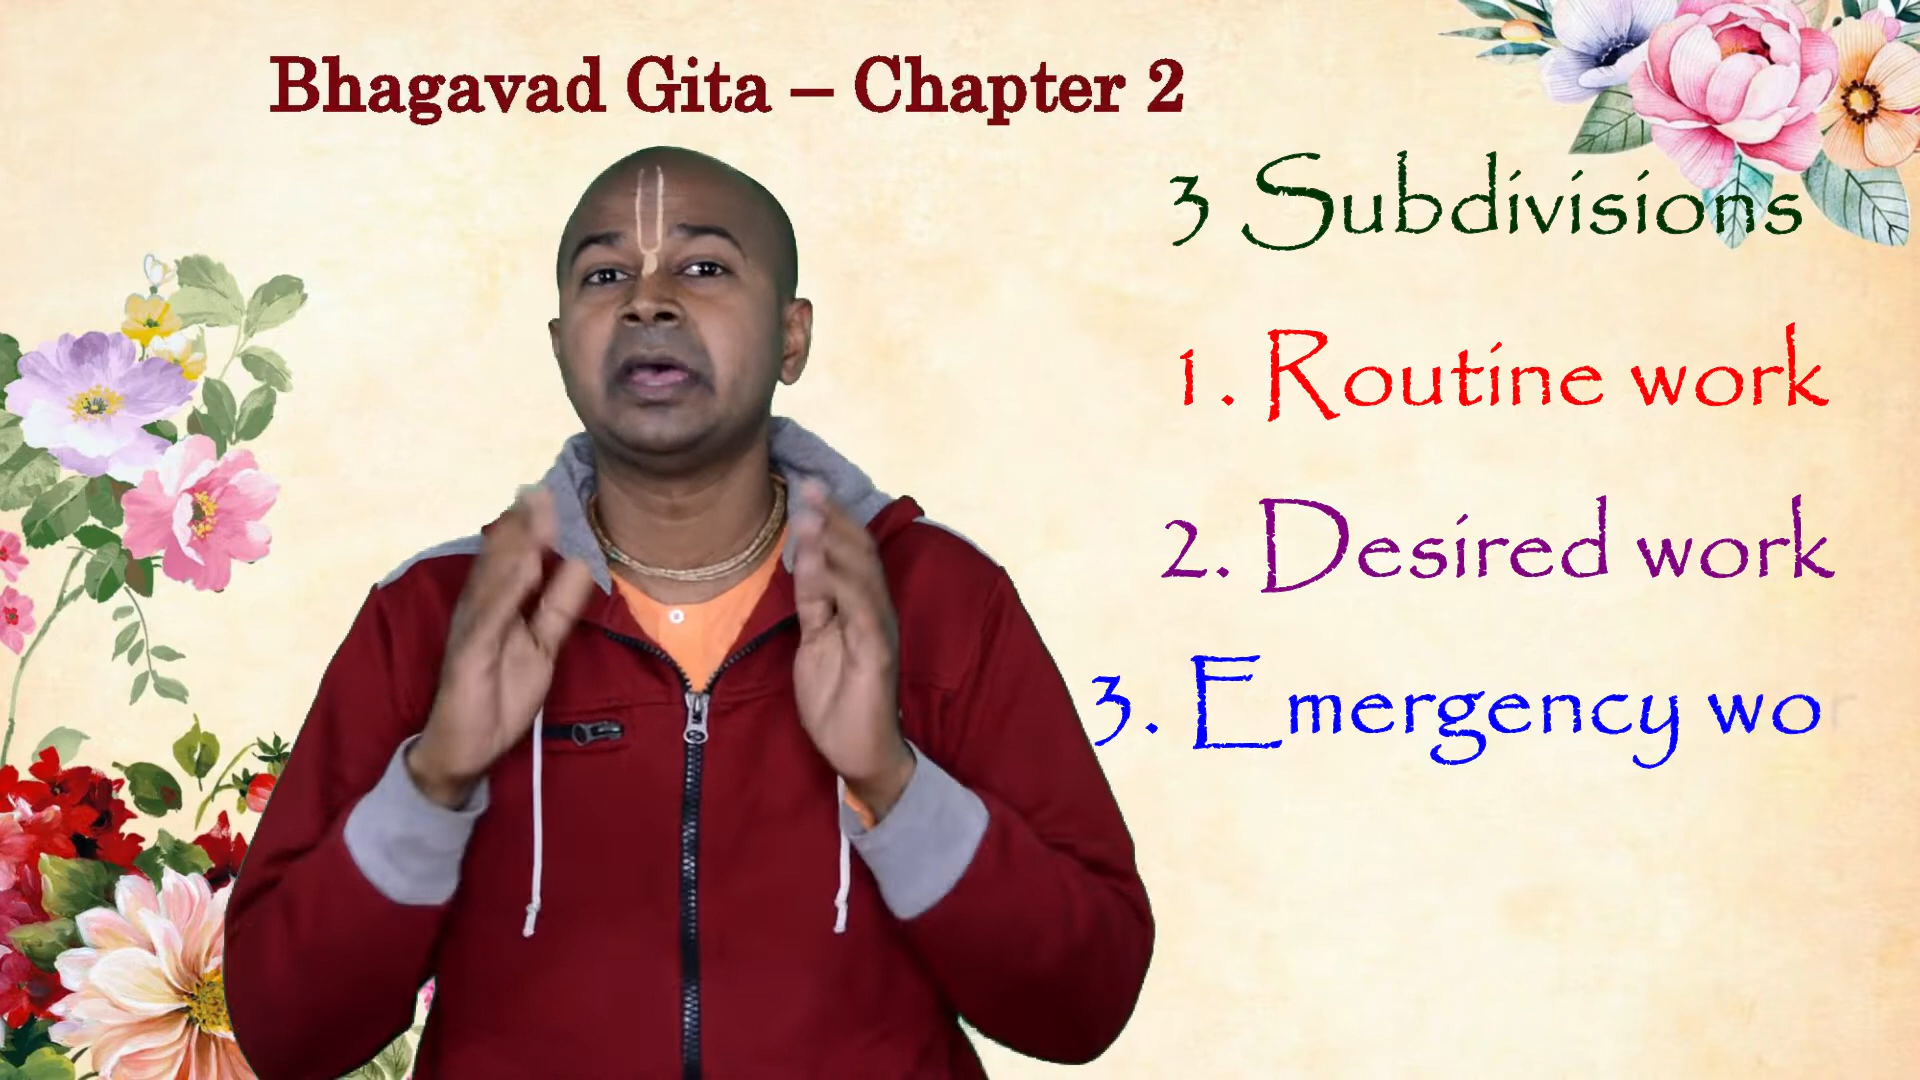 Bhagavad Gita – Chapter 2
3 Subdivisions
1. Routine work
2. Desired work
3. Emergency wo